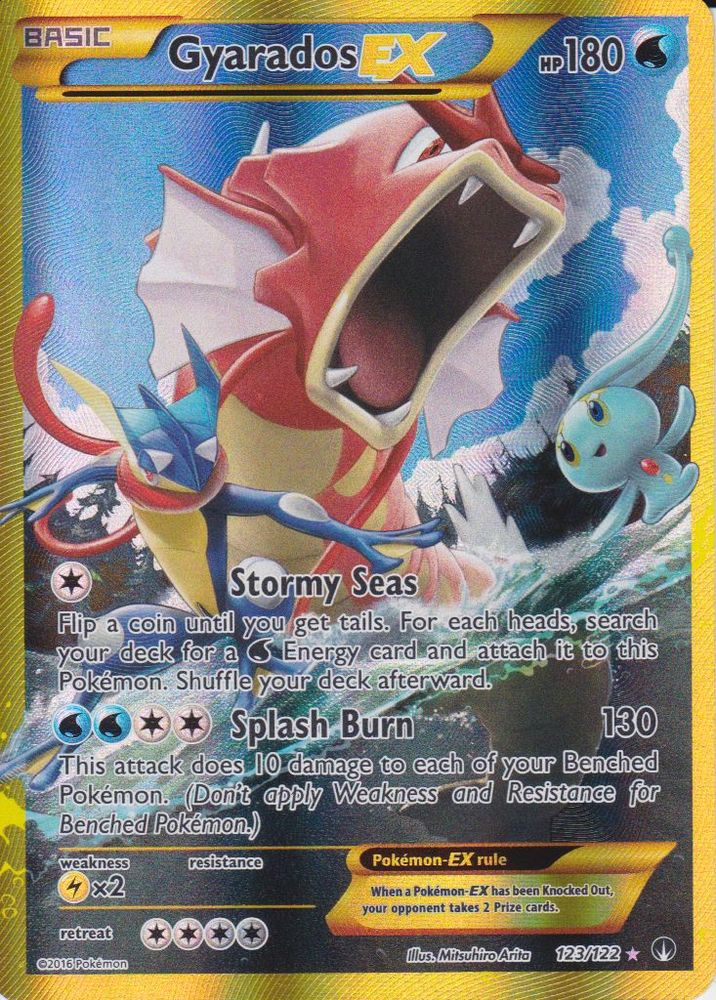 BASIC
Gyarados EX
HP 180
Stormy Seas
Flip a coin until you get tails. For each heads, search
your deck for a Energy card and attach it to this
Pokémon. Shuffle your deck afterward.
Splash Burn 130
This attack does 10 damage to each of your Benched
Pokémon. (Don't apply Weakness and Resistance for
Benched Pokémon.)
weakness resistance
×2
Pokémon-EX rule
When a Pokémon-EX has been Knocked Out,
your opponent takes 2 Prize cards.
retreat
©2016 Pokémon
Illus. Mitsuhiro Arita
123/122